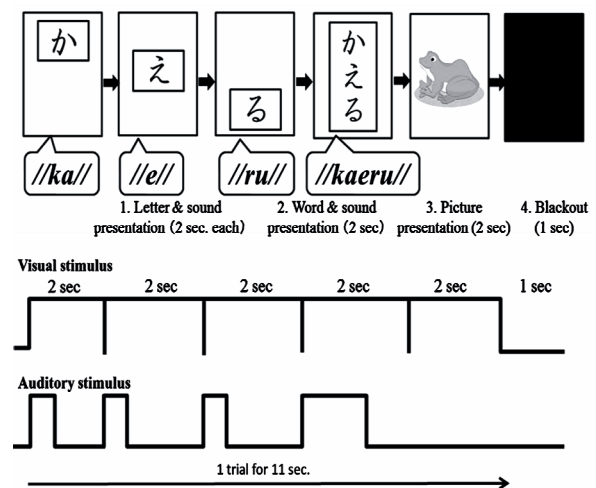 か
え
る
か
え
る
//ka//
//e//
//ru//
//kaeru//
1. Letter & sound
presentation (2 sec. each)
2. Word & sound
presentation (2 sec)
3. Picture
presentation (2 sec)
4. Blackout
(1 sec)
Visual stimulus
2 sec
2 sec
2 sec
2 sec
2 sec
1 sec
Auditory stimulus
1 trial for 11 sec.